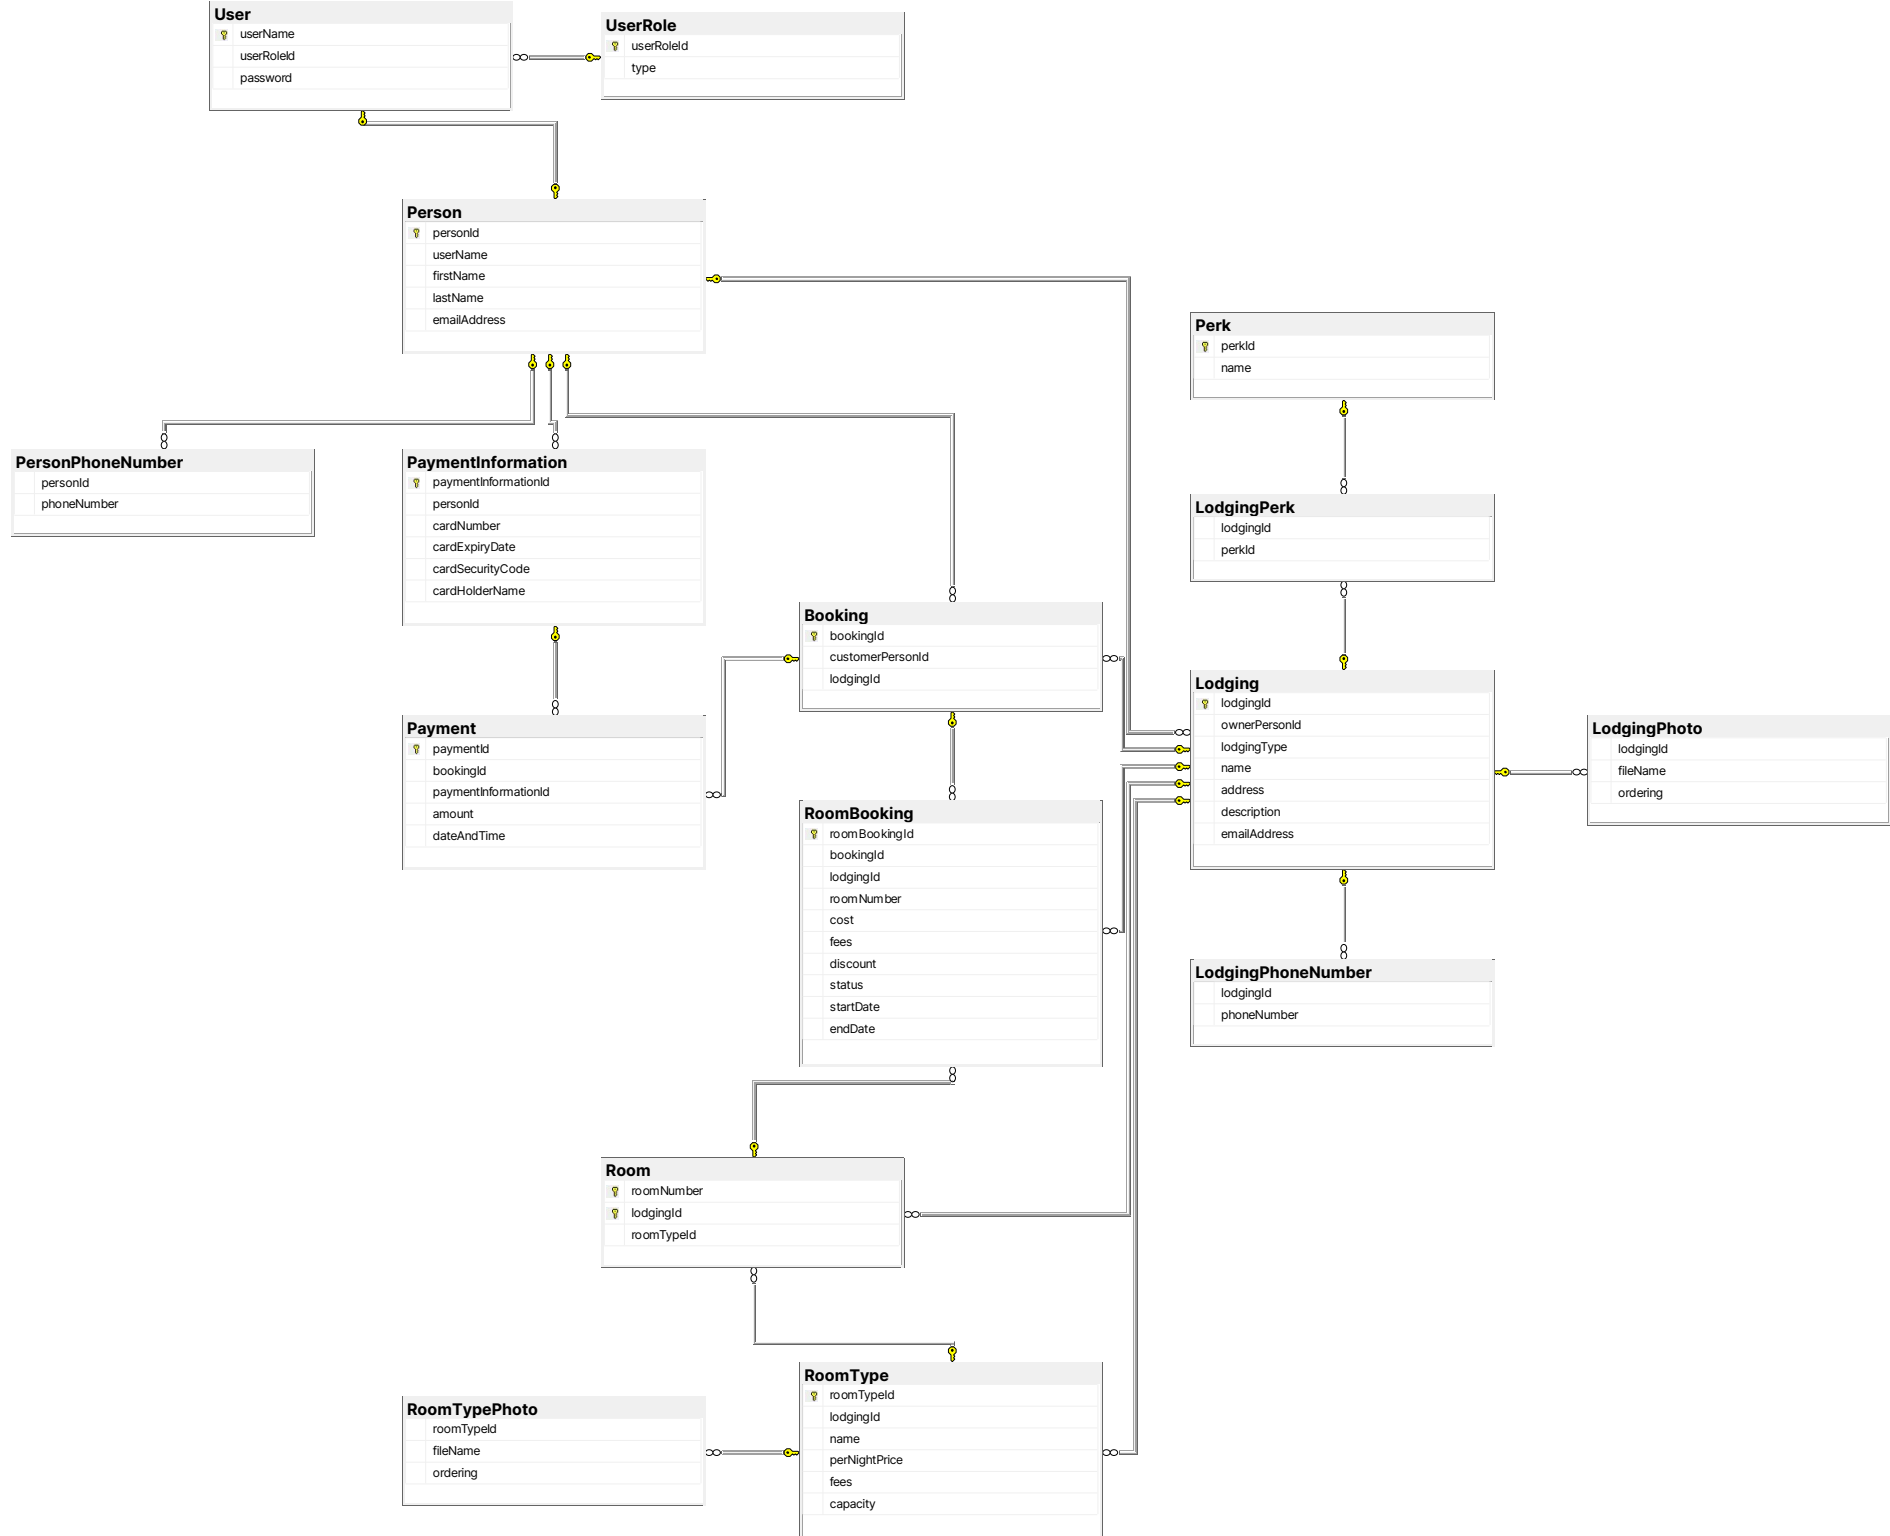 User
userName
userRoleId
password
UserRole
userRoleId
type
Person
personId
userName
firstName
lastName
emailAddress
Perk
perkId
name
PersonPhoneNumber
personId
phoneNumber
PaymentInformation
paymentInformationId
personId
cardNumber
cardExpiryDate
cardSecurityCode
cardHolderName
LodgingPerk
lodgingId
perkId
Booking
bookingId
customerPersonId
lodgingId
Lodging
lodgingId
ownerPersonId
lodgingType
name
address
description
emailAddress
LodgingPhoto
lodgingId
fileName
ordering
Payment
paymentId
bookingId
paymentInformationId
amount
dateAndTime
RoomBooking
roomBookingId
bookingId
lodgingId
roomNumber
cost
fees
discount
status
startDate
endDate
LodgingPhoneNumber
lodgingId
phoneNumber
Room
roomNumber
lodgingId
roomTypeId
RoomType
roomTypeId
lodgingId
name
perNightPrice
fees
capacity
RoomTypePhoto
roomTypeId
fileName
ordering